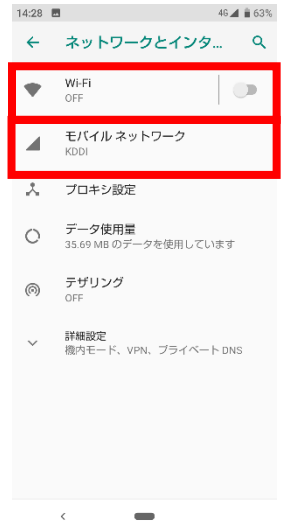 14:28 4G 63%
ネットワークとインタ...
Wi-Fi
OFF
モバイル ネットワーク
KDDI
プロキシ設定
データ使用量
35.69 MB のデータを使用しています
テザリング
OFF
詳細設定
機内モード、VPN、プライベート DNS